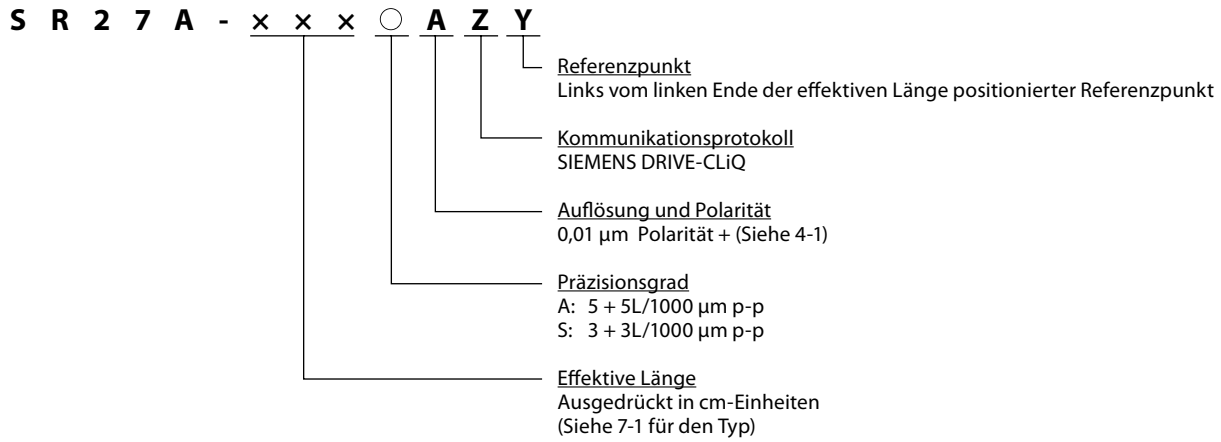 S R 2 7 A - × × × ○ A Z Y
Referenzpunkt
Links vom linken Ende der effektiven Länge positionierter Referenzpunkt
Kommunikationsprotokoll
SIEMENS DRIVE-CLiQ
Auflösung und Polarität
0,01 μm Polarität + (Siehe 4-1)
Präzisionsgrad
A: 5 + 5L/1000 μm p-p
S: 3 + 3L/1000 μm p-p
Effektive Länge
Ausgedrückt in cm-Einheiten
(Siehe 7-1 für den Typ)